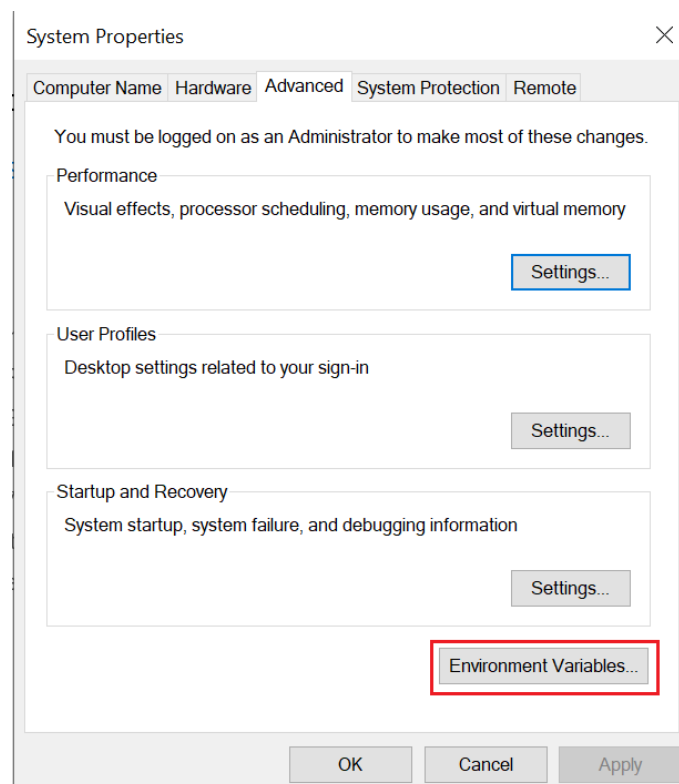 System Properties
Computer Name Hardware Advanced System Protection Remote
You must be logged on as an Administrator to make most of these changes.
Performance
Visual effects, processor scheduling, memory usage, and virtual memory
Settings...
User Profiles
Desktop settings related to your sign-in
Settings...
Startup and Recovery
System startup, system failure, and debugging information
Settings...
Environment Variables...
OK Cancel Apply